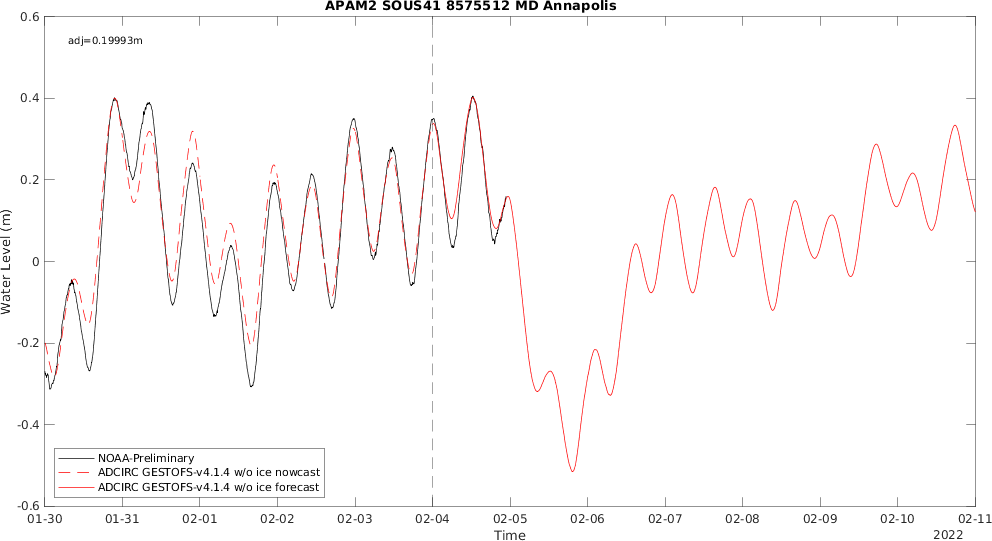 APAM2 SOUS41 8575512 MD Annapolis
0.6
adj=0.19993m
0.4
0.2
0
-0.2
-0.4
-0.6
Water Level (m)
NOAA-Preliminary
ADCIRC GESTOFS-v4.1.4 w/o ice nowcast
ADCIRC GESTOFS-v4.1.4 w/o ice forecast
01-30 01-31 02-01 02-02 02-03 02-04 02-05 02-06 02-07 02-08 02-09 02-10 02-11
Time
2022